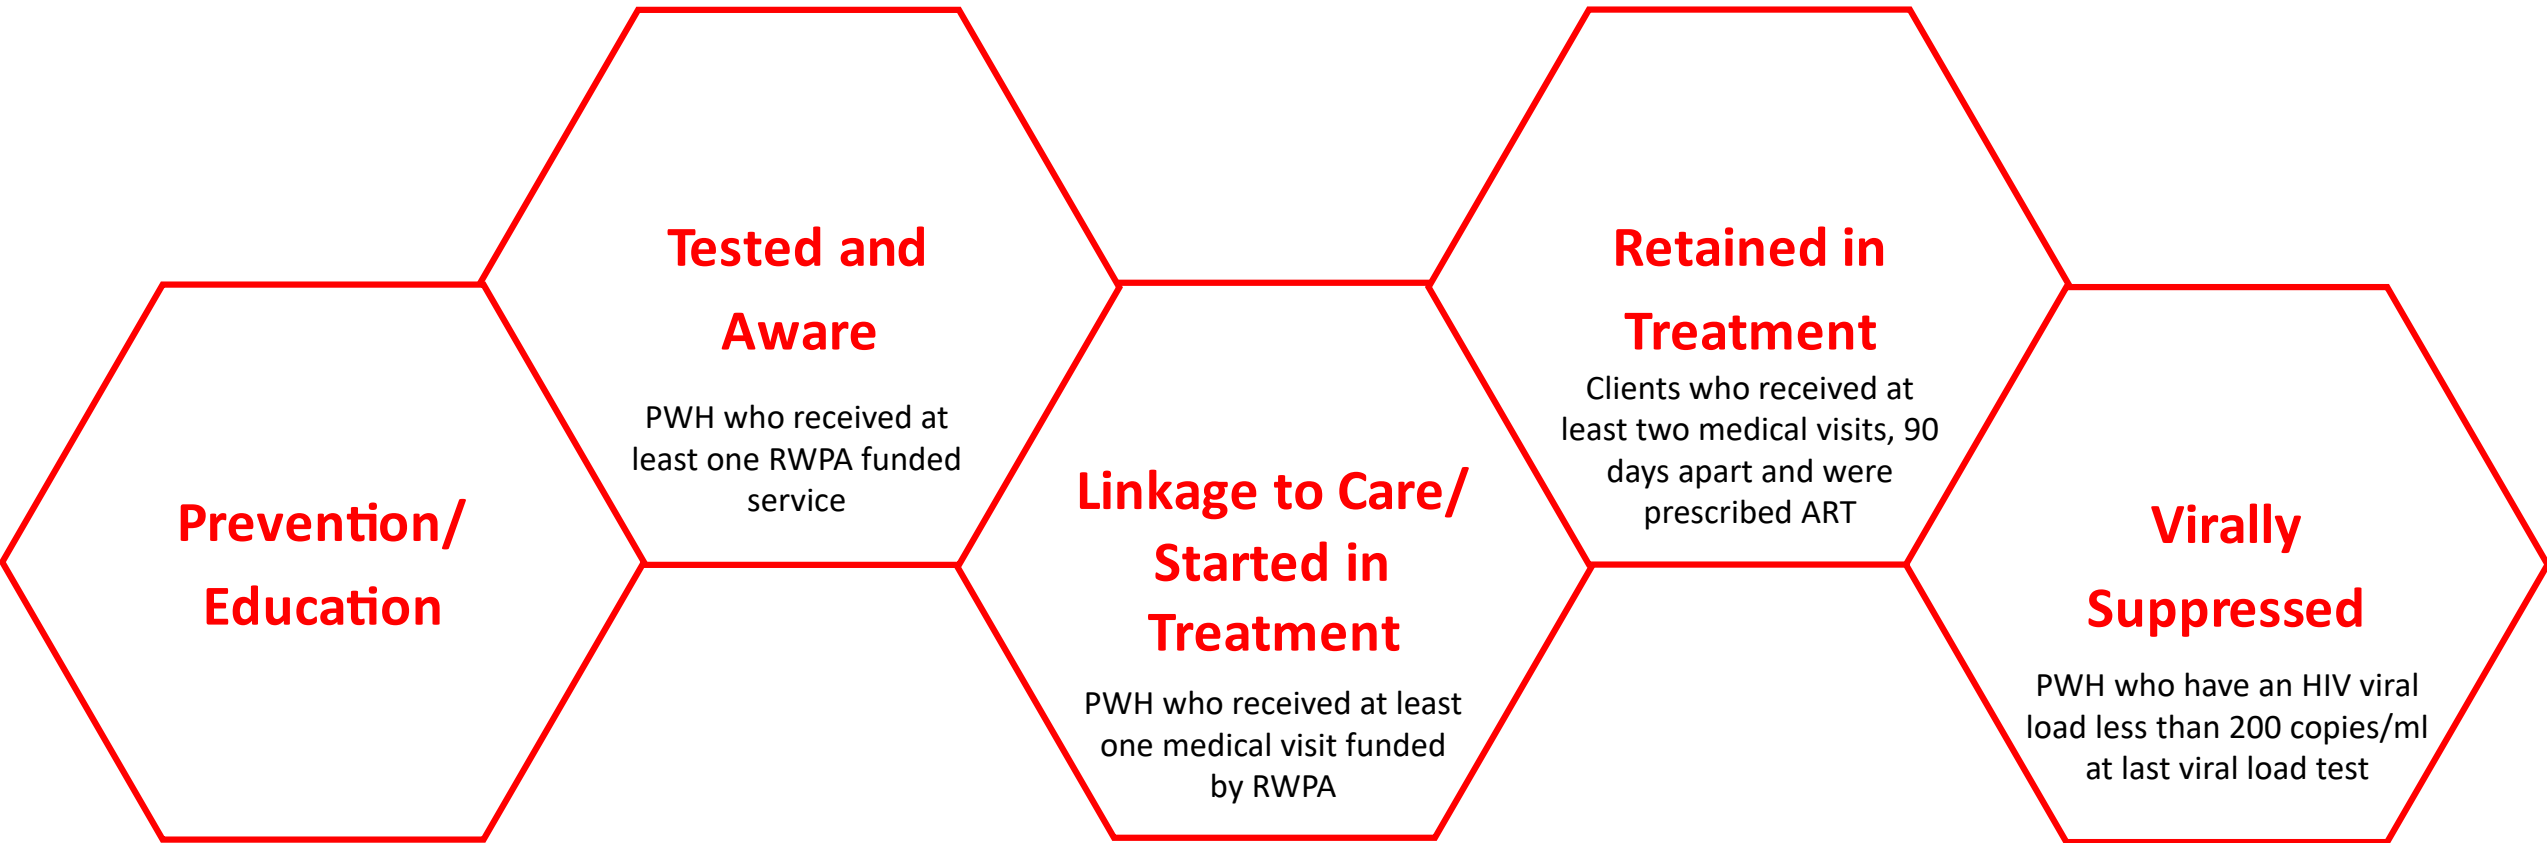 Prevention/
Education
Tested and
Aware
PWH who received at
least one RWPA funded
service
Linkage to Care/
Started in
Treatment
PWH who received at least
one medical visit funded
by RWPA
Retained in
Treatment
Clients who received at
least two medical visits, 90
days apart and were
prescribed ART
Virally
Suppressed
PWH who have an HIV viral
load less than 200 copies/ml
at last viral load test